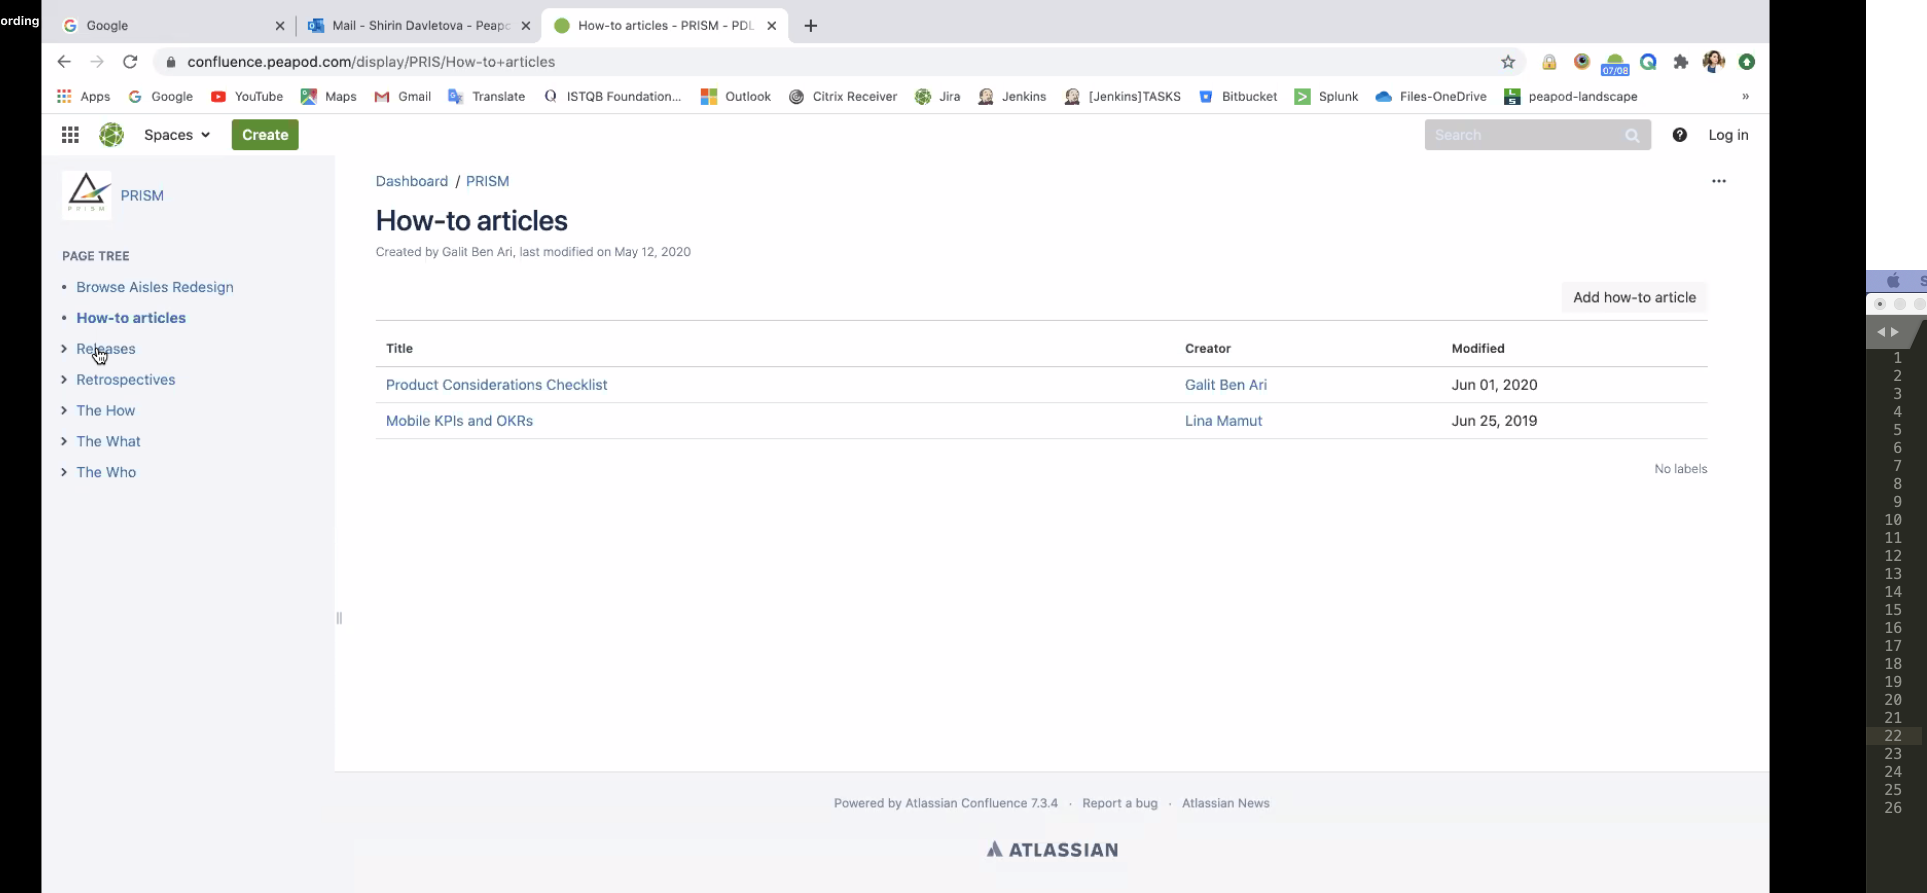 ording
Google
Mail - Shirin Davletova - Peapo
How-to articles - PRISM - PDL
confluence.peapod.com/display/PRIS/How-to+articles
07/08
Apps Google YouTube Maps Gmail Translate ISTQB Foundation... Outlook Citrix Receiver Jira Jenkins [Jenkins]TASKS Bitbucket Splunk Files-OneDrive peapod-landscape »
Spaces Create Search Log in
PRISM
PRISM
PAGE TREE
Browse Aisles Redesign
How-to articles
Releases
Retrospectives
The How
The What
The Who
Dashboard / PRISM
How-to articles
Created by Galit Ben Ari, last modified on May 12, 2020
Add how-to article
Title Creator Modified
Product Considerations Checklist Galit Ben Ari Jun 01, 2020
Mobile KPIs and OKRs Lina Mamut Jun 25, 2019
No labels
Powered by Atlassian Confluence 7.3.4 · Report a bug · Atlassian News
ATLASSIAN
S
1
2
3
4
5
6
7
8
9
10
11
12
13
14
15
16
17
18
19
20
21
22
23
24
25
26